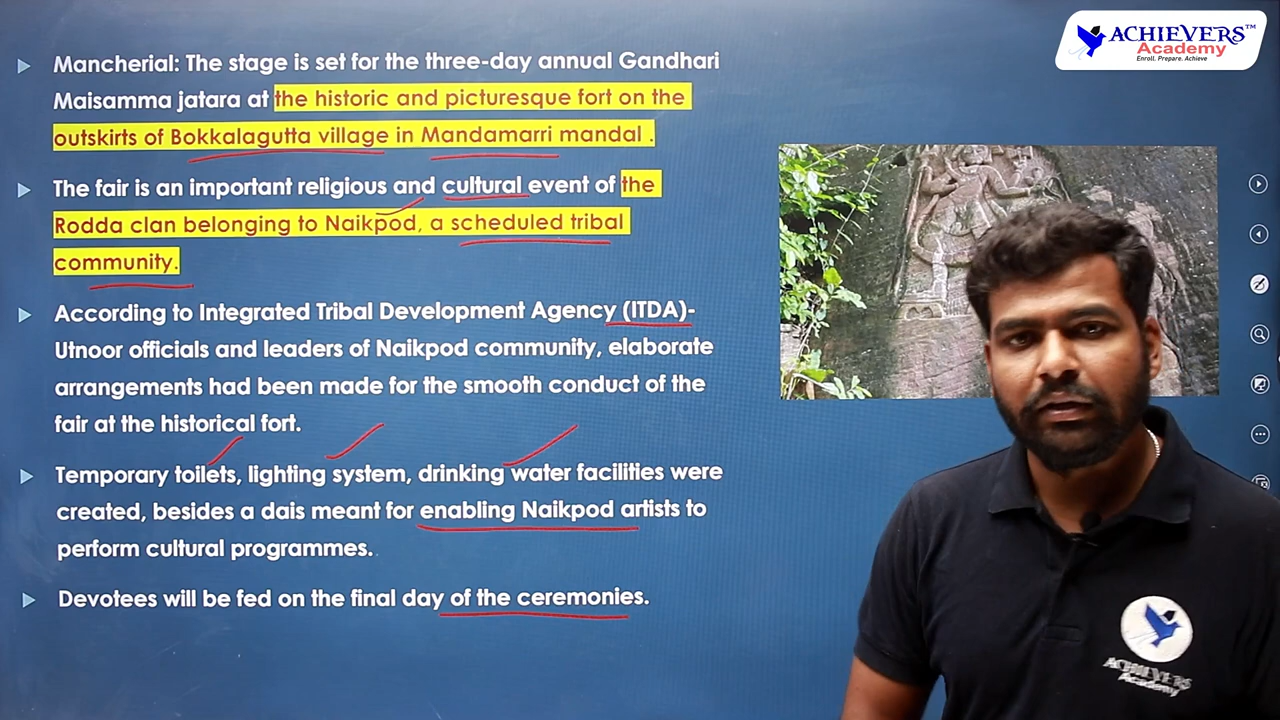 ACHIEVERS™
Academy
Enroll. Prepare. Achieve
Mancherial: The stage is set for the three-day annual Gandhari
Maisamma jatara at the historic and picturesque fort on the
outskirts of Bokkalagutta village in Mandamarri mandal .
The fair is an important religious and cultural event of the
Rodda clan belonging to Naikpod, a scheduled tribal
community.
According to Integrated Tribal Development Agency (ITDA)-
Utnoor officials and leaders of Naikpod community, elaborate
arrangements had been made for the smooth conduct of the
fair at the historical fort.
Temporary toilets, lighting system, drinking water facilities were
created, besides a dais meant for enabling Naikpod artists to
perform cultural programmes.
Devotees will be fed on the final day of the ceremonies.
ACHIEVERS
Academy